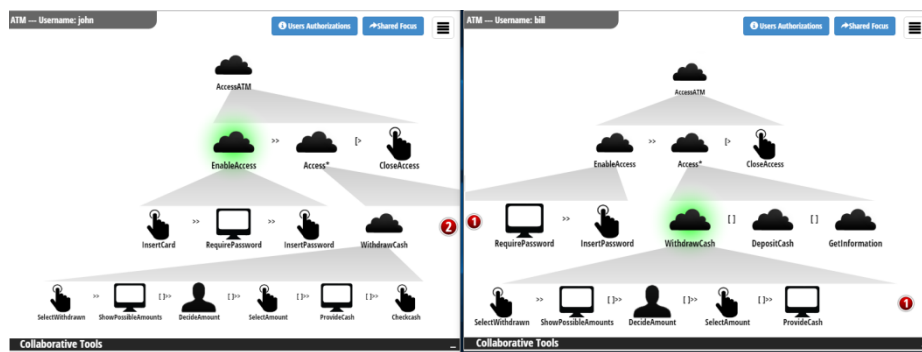 ATM --- Username: john
Users Authorizations
Shared Focus
AccessATM
EnableAccess >> Access* [> CloseAccess
InsertCard >> RequirePassword >> InsertPassword WithdrawCash
2
SelectWithdrawn >> ShowPossibleAmounts [ ]>> DecideAmount [ ]>> SelectAmount [ ]>> ProvideCash [ ]>> Checkcash
Collaborative Tools
ATM --- Username: bill
Users Authorizations
Shared Focus
AccessATM
EnableAccess >> Access* [> CloseAccess
1
RequirePassword >> InsertPassword WithdrawCash [ ] DepositCash [ ] GetInformation
SelectWithdrawn >> ShowPossibleAmounts [ ]>> DecideAmount [ ]>> SelectAmount [ ]>> ProvideCash
1
Collaborative Tools